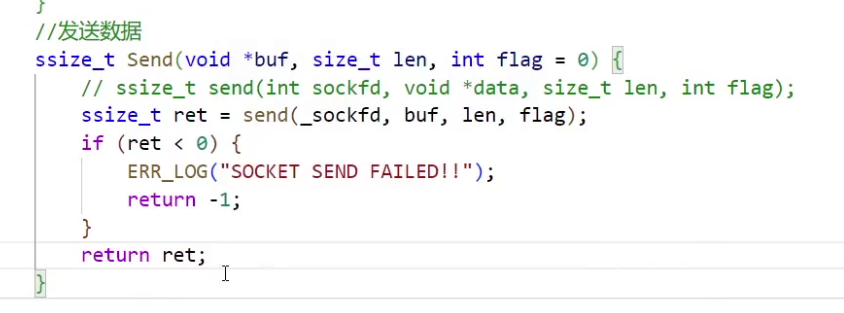 }
//发送数据
ssize_t Send(void *buf, size_t len, int flag = 0) {
    // ssize_t send(int sockfd, void *data, size_t len, int flag);
    ssize_t ret = send(_sockfd, buf, len, flag);
    if (ret < 0) {
        ERR_LOG("SOCKET SEND FAILED!!");
        return -1;
    }
    return ret;
}